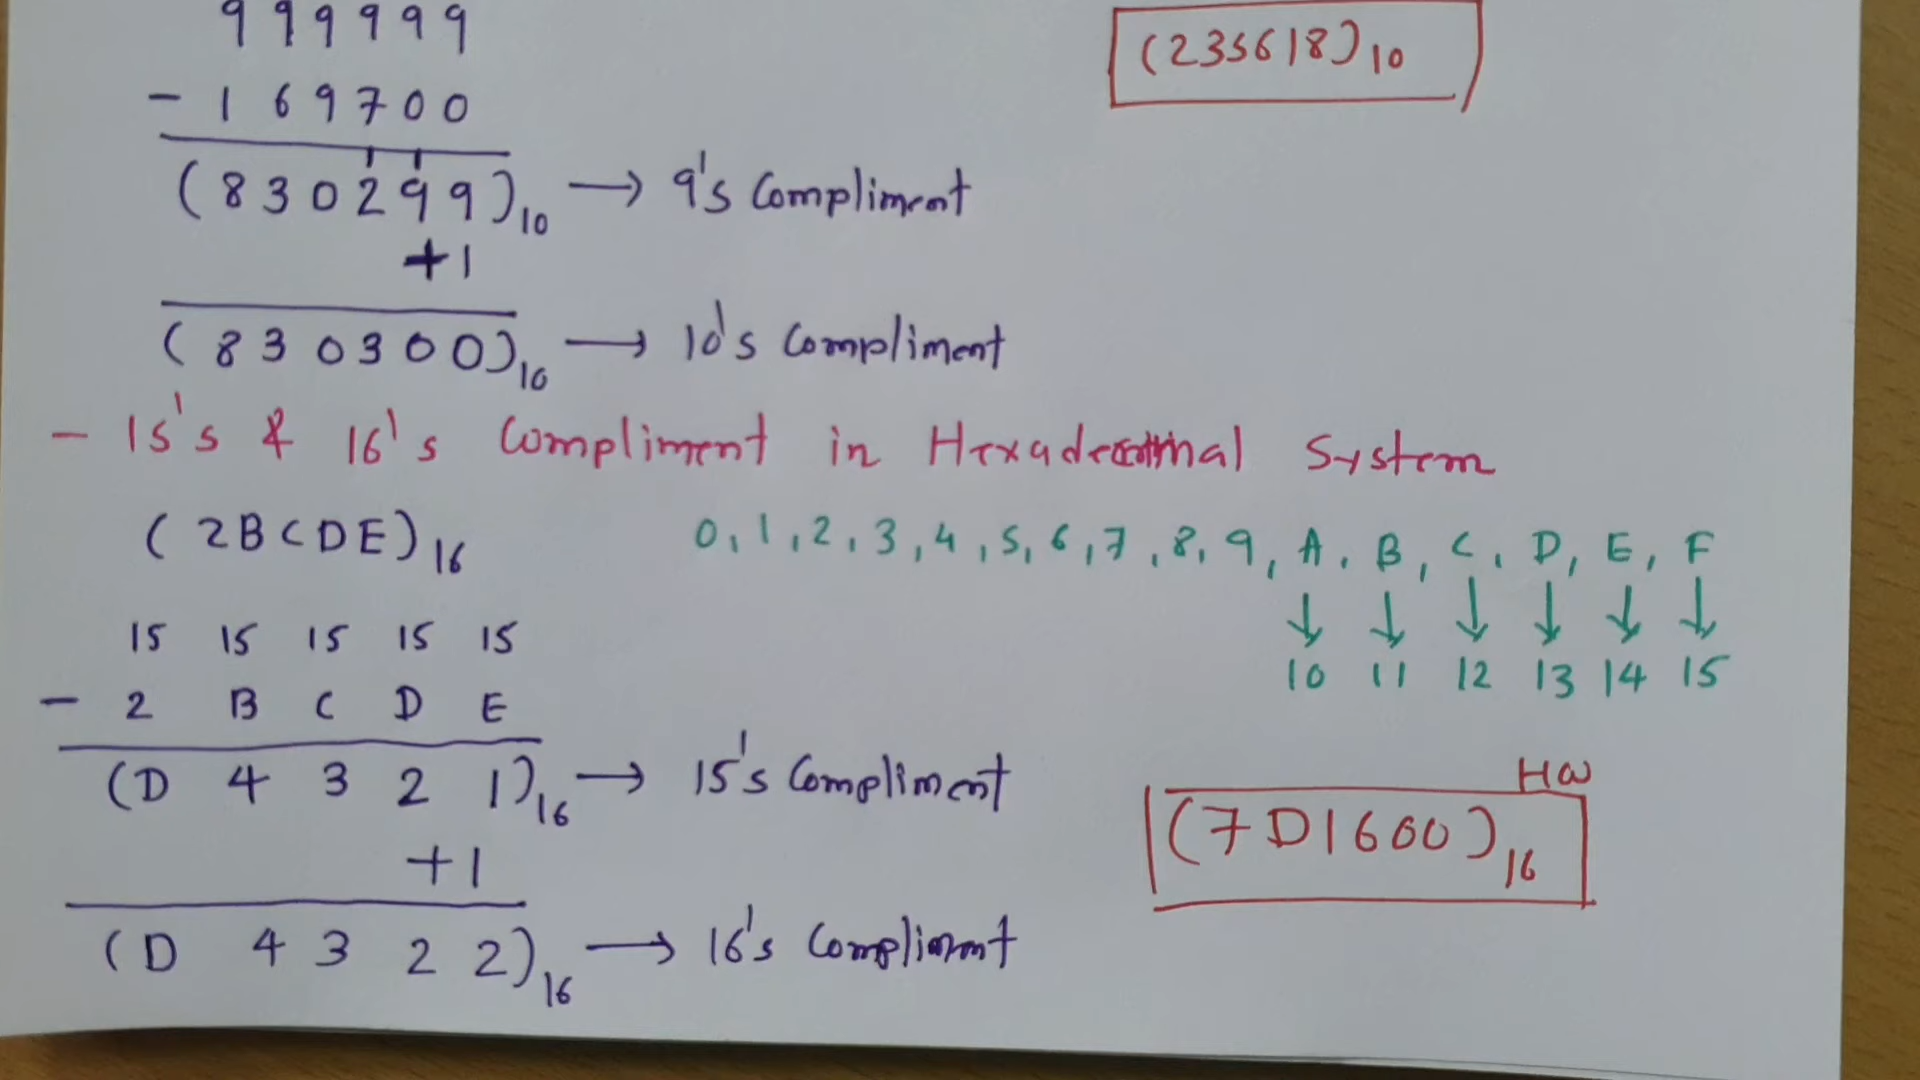 999999
(235618)10
- 169700
(830299)10 → 9's Compliment
+1
(830300)10 → 10's Compliment
- 15's & 16's Compliment in Hexadecimal System
(2BCDE)16
0, 1, 2, 3, 4, 5, 6, 7, 8, 9, A, B, C, D, E, F
↓ ↓ ↓ ↓ ↓ ↓
10 11 12 13 14 15
15 15 15 15 15
- 2 B C D E
(D 4 3 2 1)16 → 15's Compliment
HW
(7D1600)16
+1
(D 4 3 2 2)16 → 16's Compliment